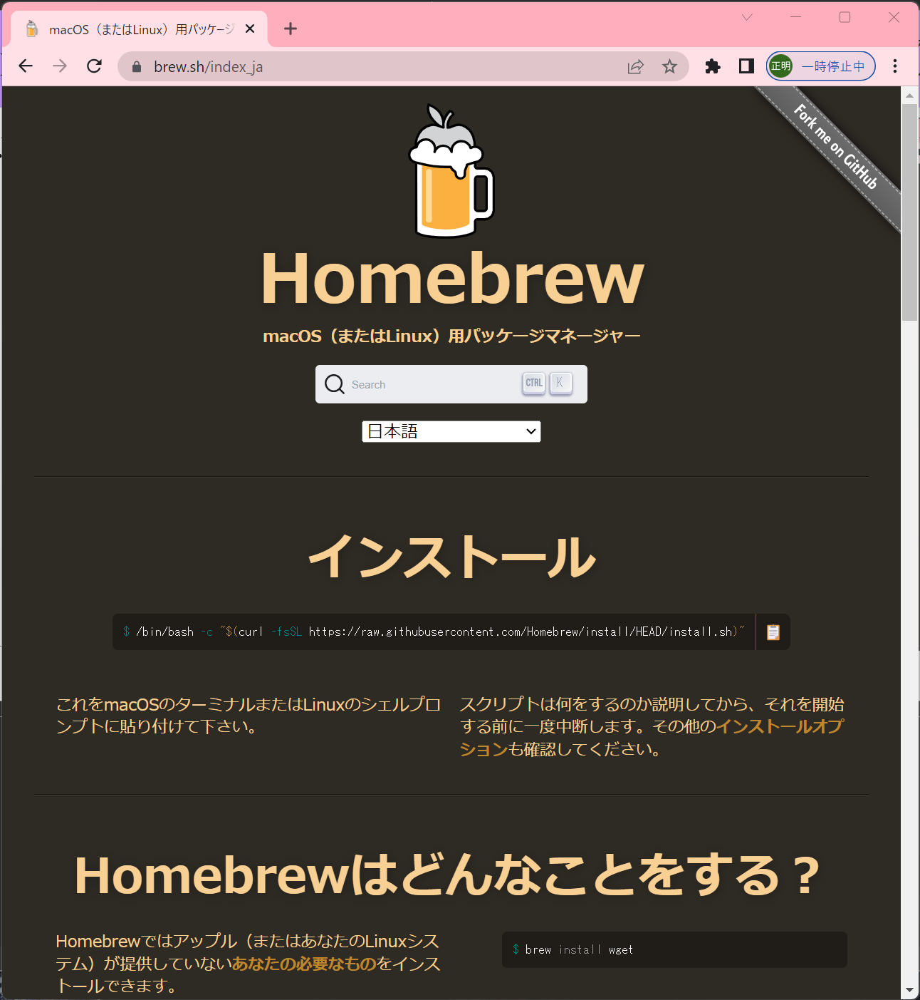 macOS（またはLinux）用パッケージ
brew.sh/index_ja
正明 一時停止中
Fork me on GitHub
Homebrew
macOS（またはLinux）用パッケージマネージャー
Search CTRL K
日本語
インストール
$ /bin/bash -c "$(curl -fsSL https://raw.githubusercontent.com/Homebrew/install/HEAD/install.sh)"
これをmacOSのターミナルまたはLinuxのシェルプロ
ンプトに貼り付けて下さい。
スクリプトは何をするのか説明してから、それを開始
する前に一度中断します。その他のインストールオプ
ションも確認してください。
Homebrewはどんなことをする？
Homebrewではアップル（またはあなたのLinuxシス
テム）が提供していないあなたの必要なものをインス
トールできます。
$ brew install wget